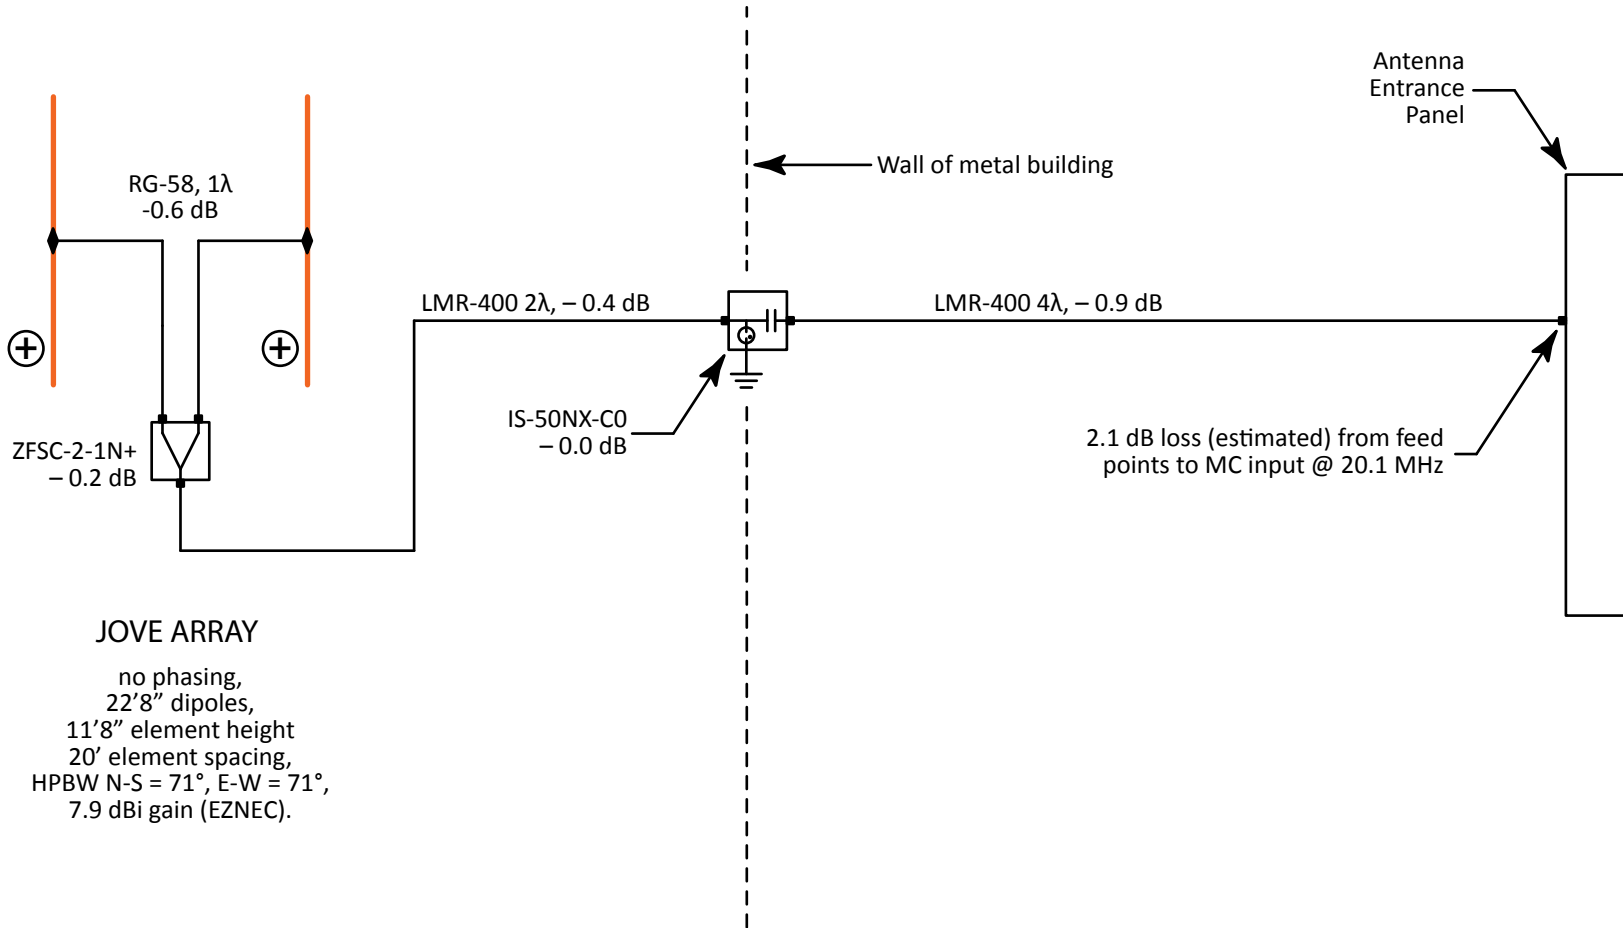 Antenna
Entrance
Panel
Wall of metal building
RG-58, 1λ
-0.6 dB
LMR-400 2λ, – 0.4 dB
LMR-400 4λ, – 0.9 dB
IS-50NX-C0
– 0.0 dB
ZFSC-2-1N+
– 0.2 dB
2.1 dB loss (estimated) from feed
points to MC input @ 20.1 MHz
JOVE ARRAY
no phasing,
22’8” dipoles,
11’8” element height
20’ element spacing,
HPBW N-S = 71°, E-W = 71°,
7.9 dBi gain (EZNEC).